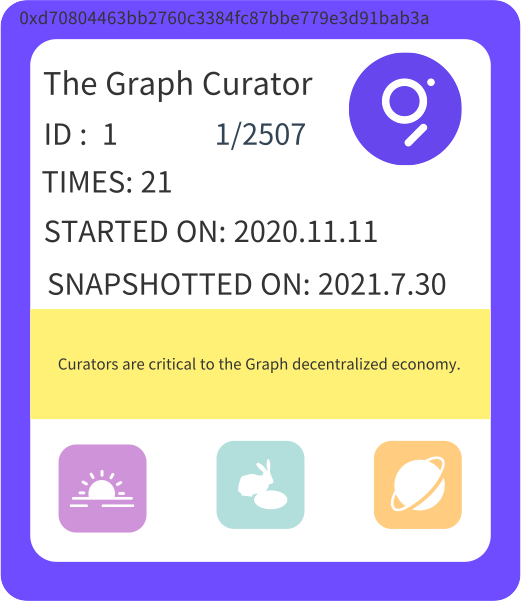 0xd70804463bb2760c3384fc87bbe779e3d91bab3a
The Graph Curator
ID : 1 1/2507
TIMES: 21
STARTED ON: 2020.11.11
SNAPSHOTTED ON: 2021.7.30
Curators are critical to the Graph decentralized economy.